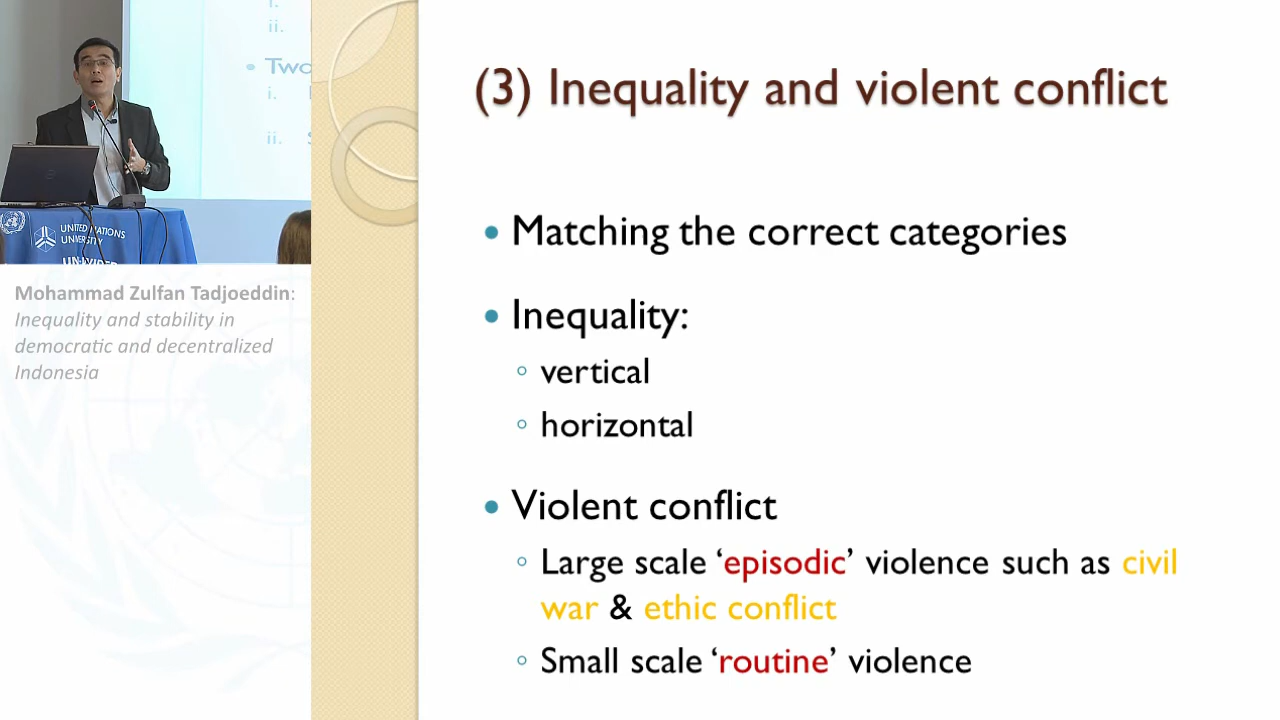 i.
ii.
• Two
i.
ii.
UNITED NATIONS
UNIVERSITY
UNU-WIDER
Mohammad Zulfan Tadjoeddin:
Inequality and stability in
democratic and decentralized
Indonesia
(3) Inequality and violent conflict
• Matching the correct categories
• Inequality:
◦ vertical
◦ horizontal
• Violent conflict
◦ Large scale ‘episodic’ violence such as civil
war & ethic conflict
◦ Small scale ‘routine’ violence